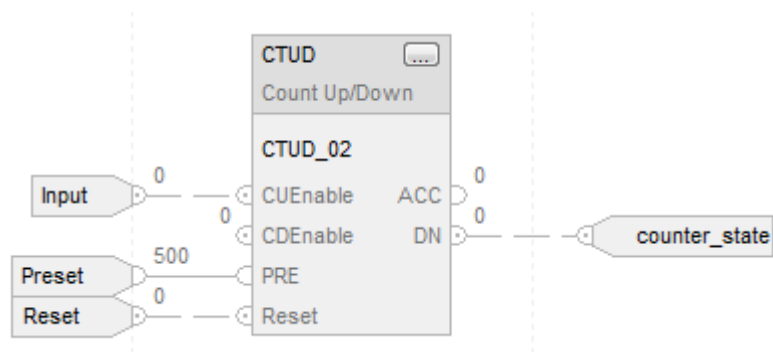 CTUD ...
Count Up/Down
CTUD_02
Input 0 CUEnable ACC 0
0 CDEnable DN 0 counter_state
Preset 500 PRE
Reset 0 Reset